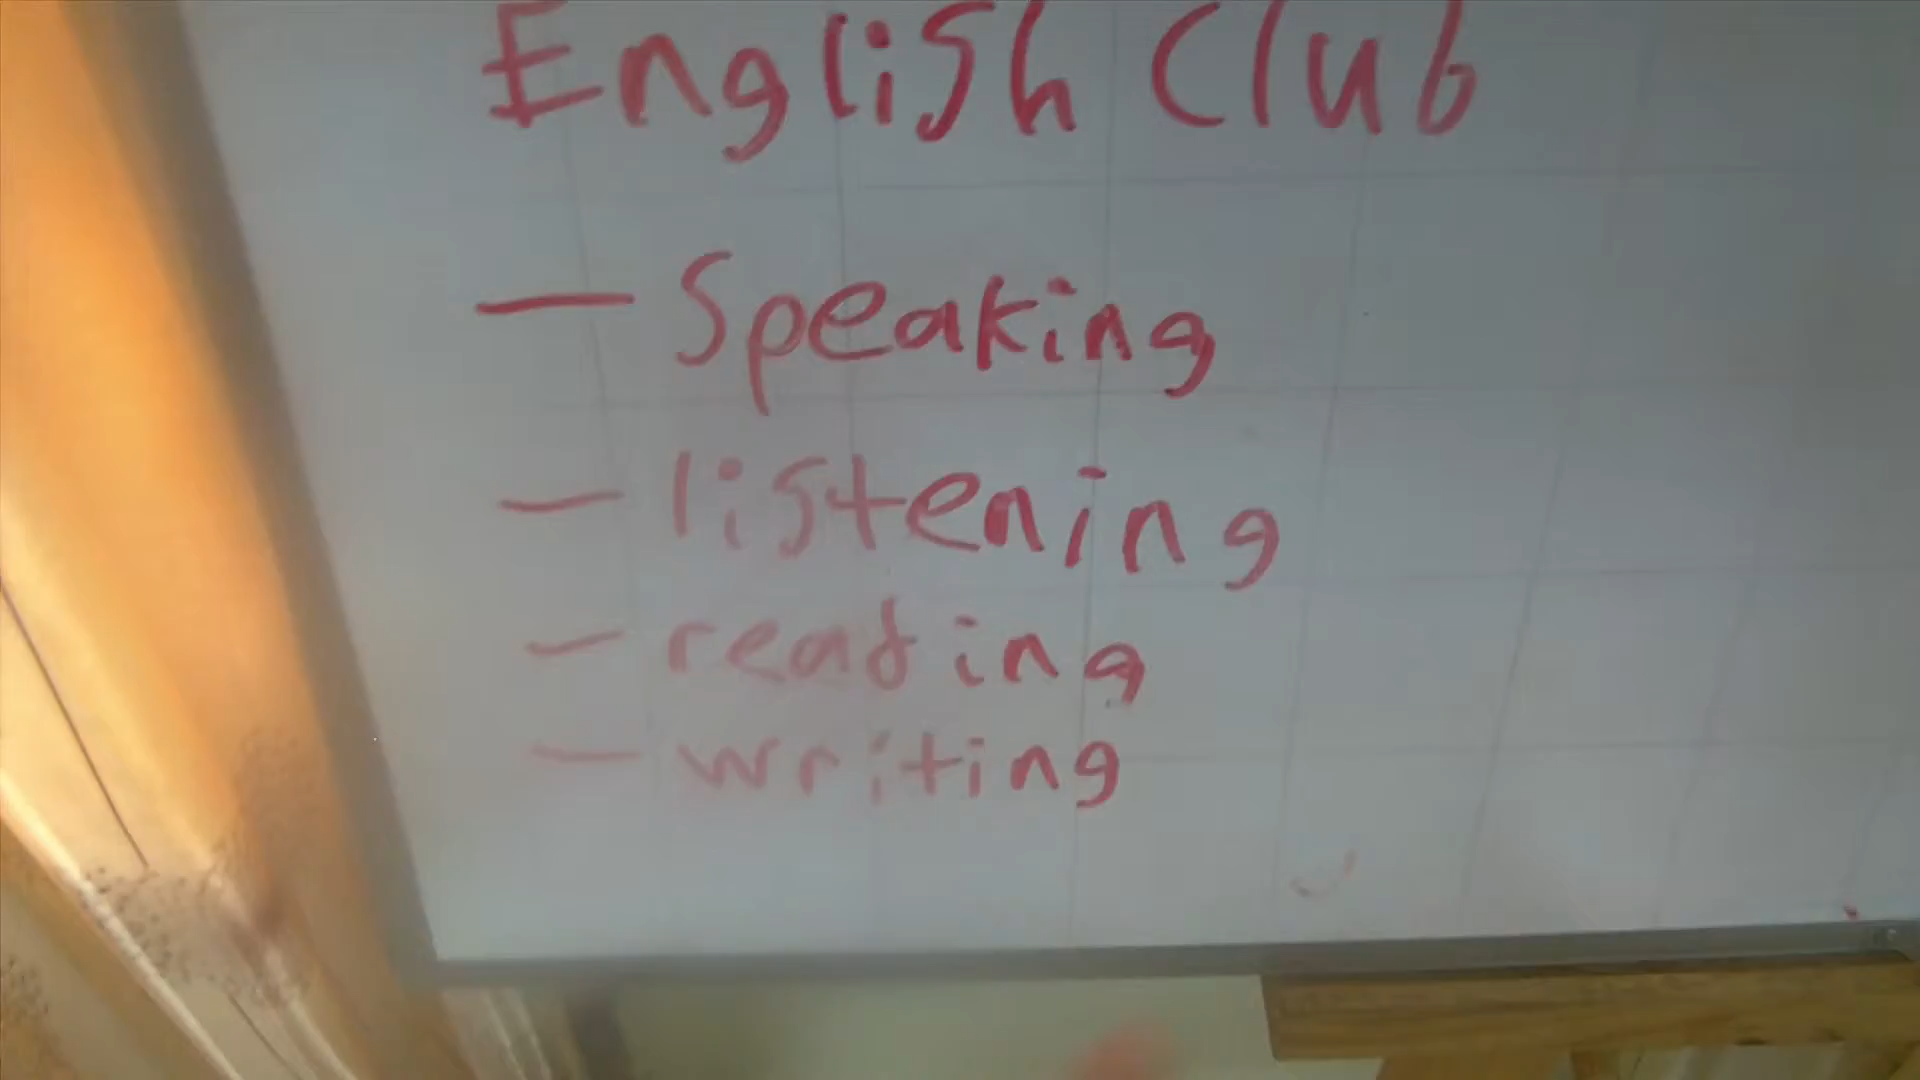 English Club
- Speaking
- listening
- reading
- writing